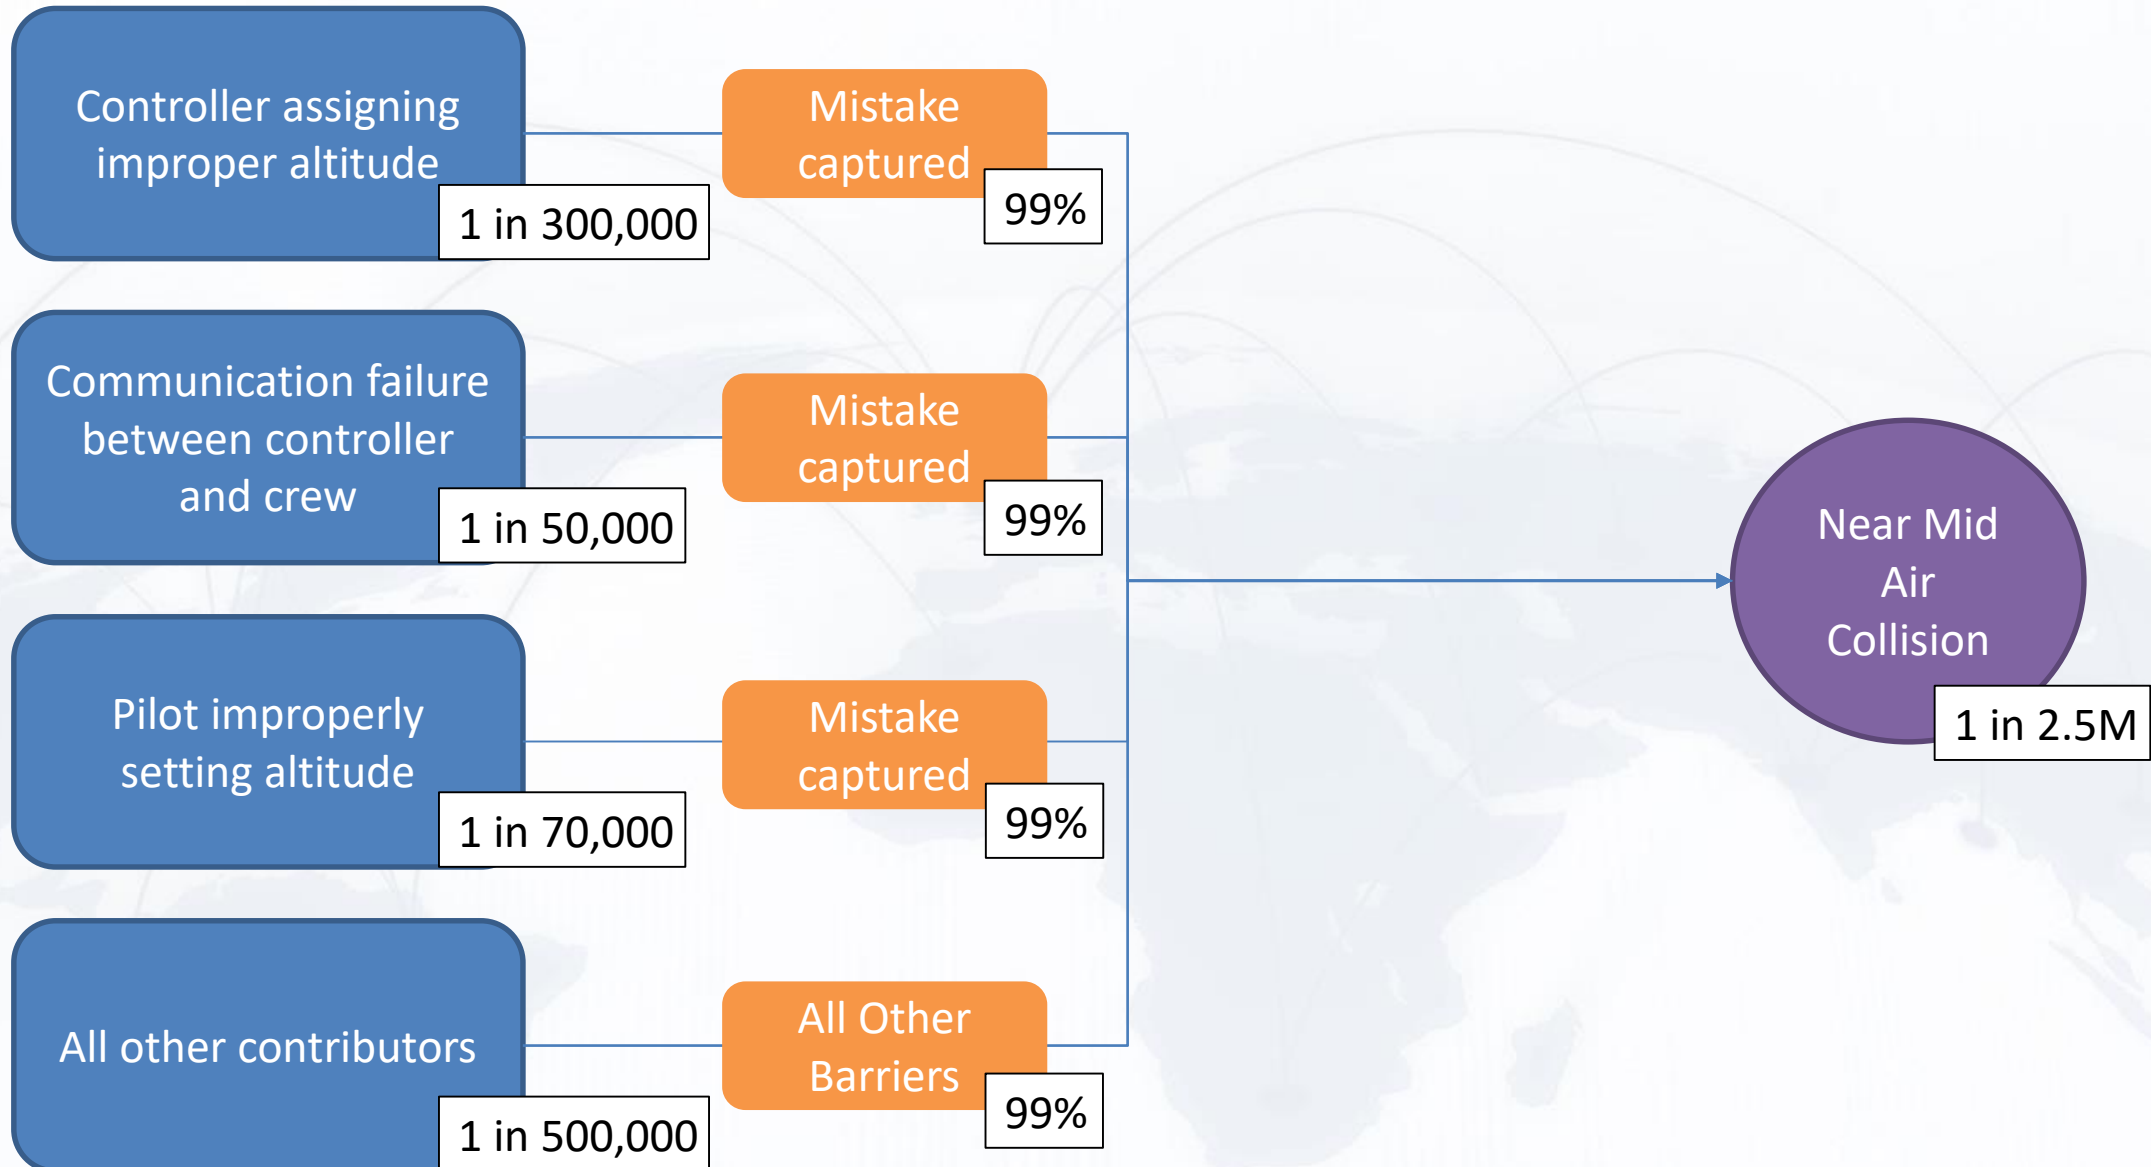 Controller assigning
improper altitude
1 in 300,000
Mistake
captured
99%
Communication failure
between controller
and crew
1 in 50,000
Mistake
captured
99%
Pilot improperly
setting altitude
1 in 70,000
Mistake
captured
99%
All other contributors
1 in 500,000
All Other
Barriers
99%
Near Mid
Air
Collision
1 in 2.5M